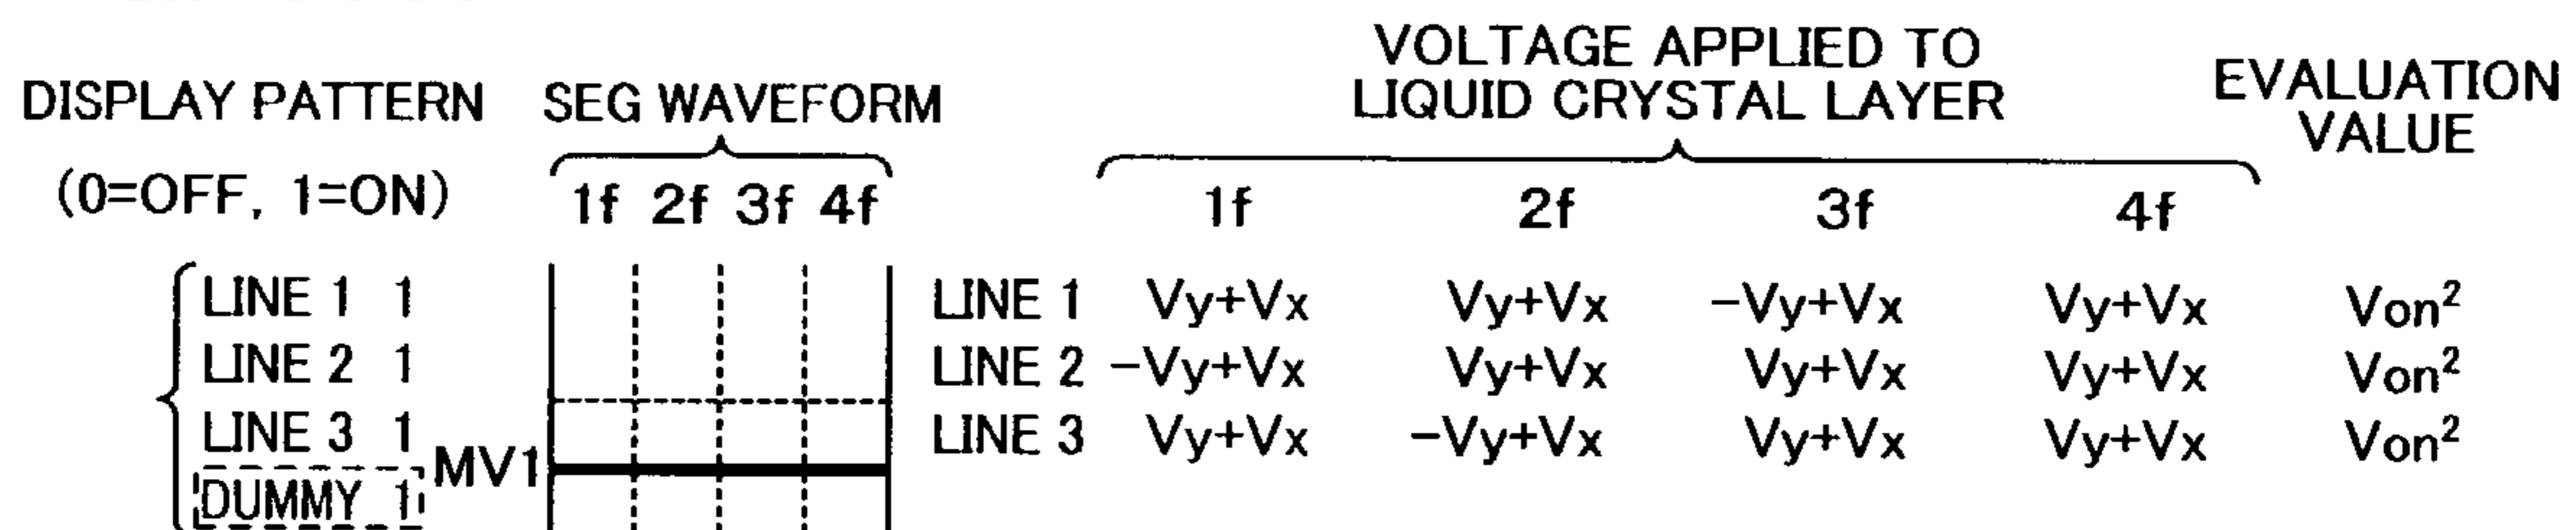 VOLTAGE APPLIED TO
LIQUID CRYSTAL LAYER
EVALUATION
VALUE
DISPLAY PATTERN
SEG WAVEFORM
(0=OFF, 1=ON)
1f 2f 3f 4f
1f 2f 3f 4f
LINE 1 1
LINE 1 Vy+Vx Vy+Vx -Vy+Vx Vy+Vx Von²
LINE 2 1
LINE 2 -Vy+Vx Vy+Vx Vy+Vx Vy+Vx Von²
LINE 3 1
LINE 3 Vy+Vx -Vy+Vx Vy+Vx Vy+Vx Von²
MV1
DUMMY 1